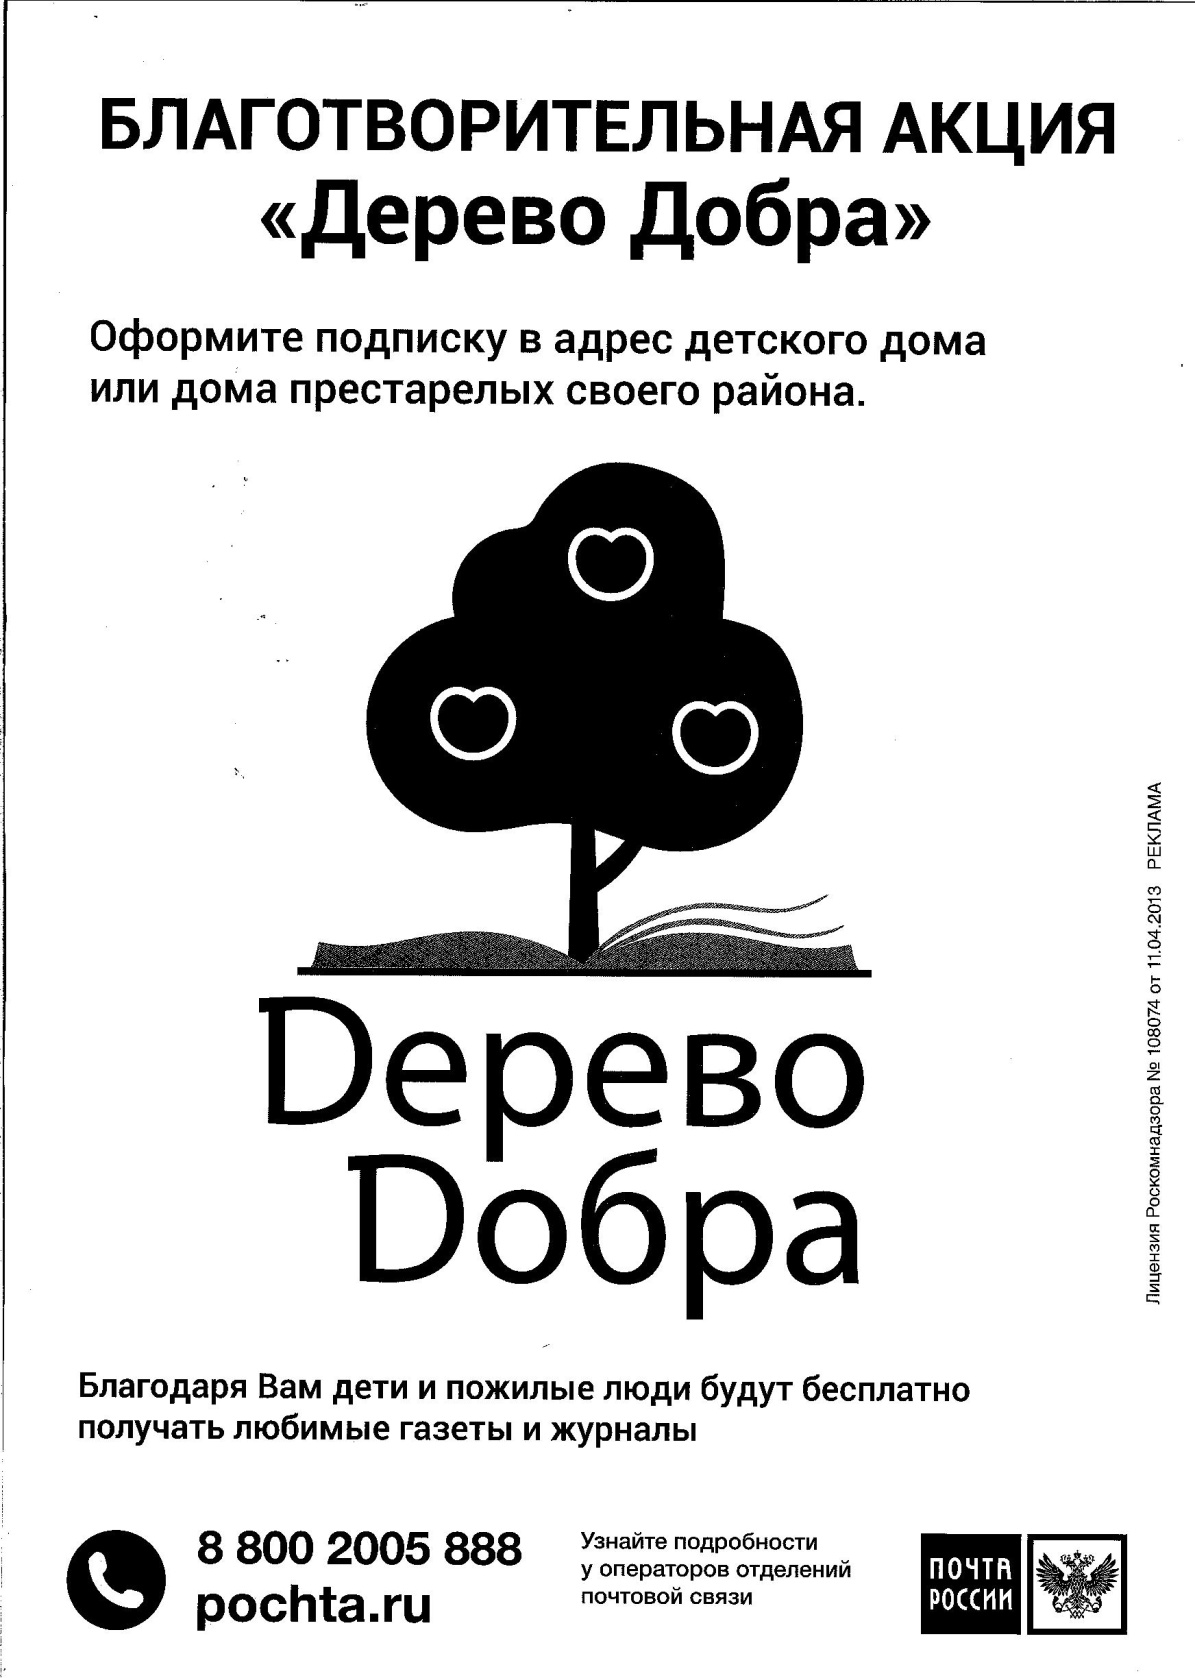 БЛАГОТВОРИТЕЛЬНАЯ АКЦИЯ
«Дерево Добра»
Оформите подписку в адрес детского дома
или дома престарелых своего района.
Дерево
Добра
Лицензия Роскомнадзора № 108074 от 11.04.2013 РЕКЛАМА
Благодаря Вам дети и пожилые люди будут бесплатно
получать любимые газеты и журналы
8 800 2005 888
pochta.ru
Узнайте подробности
у операторов отделений
почтовой связи
ПОЧТА
РОССИИ